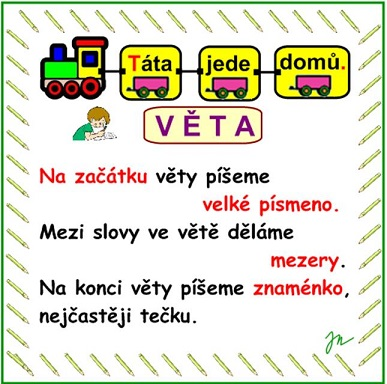 Táta jede domů.
VĚTA
Na začátku věty píšeme
velké písmeno.
Mezi slovy ve větě děláme
mezery.
Na konci věty píšeme znaménko,
nejčastěji tečku.